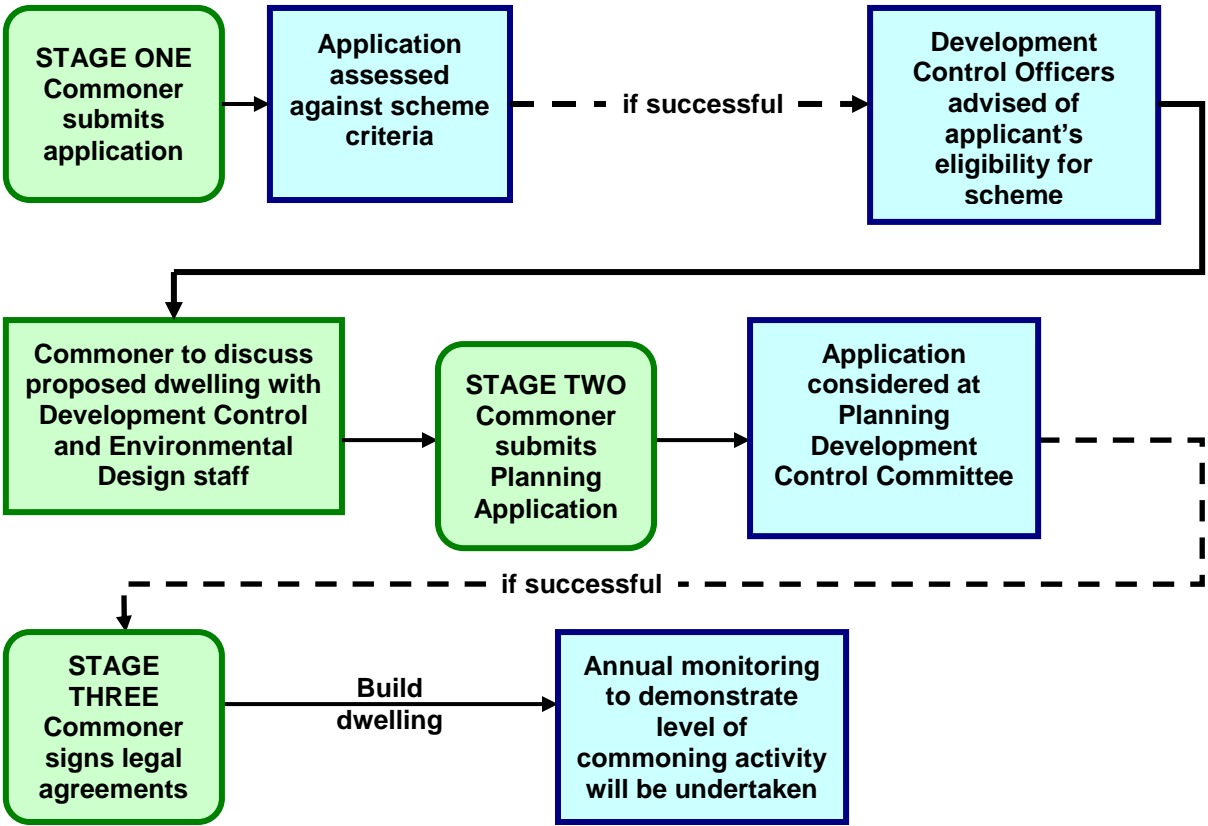 STAGE ONE
Commoner
submits
application
Application
assessed
against scheme
criteria
if successful
Development
Control Officers
advised of
applicant’s
eligibility for
scheme
Commoner to discuss
proposed dwelling with
Development Control
and Environmental
Design staff
STAGE TWO
Commoner
submits
Planning
Application
Application
considered at
Planning
Development
Control Committee
if successful
STAGE
THREE
Commoner
signs legal
agreements
Build
dwelling
Annual monitoring
to demonstrate
level of
commoning activity
will be undertaken